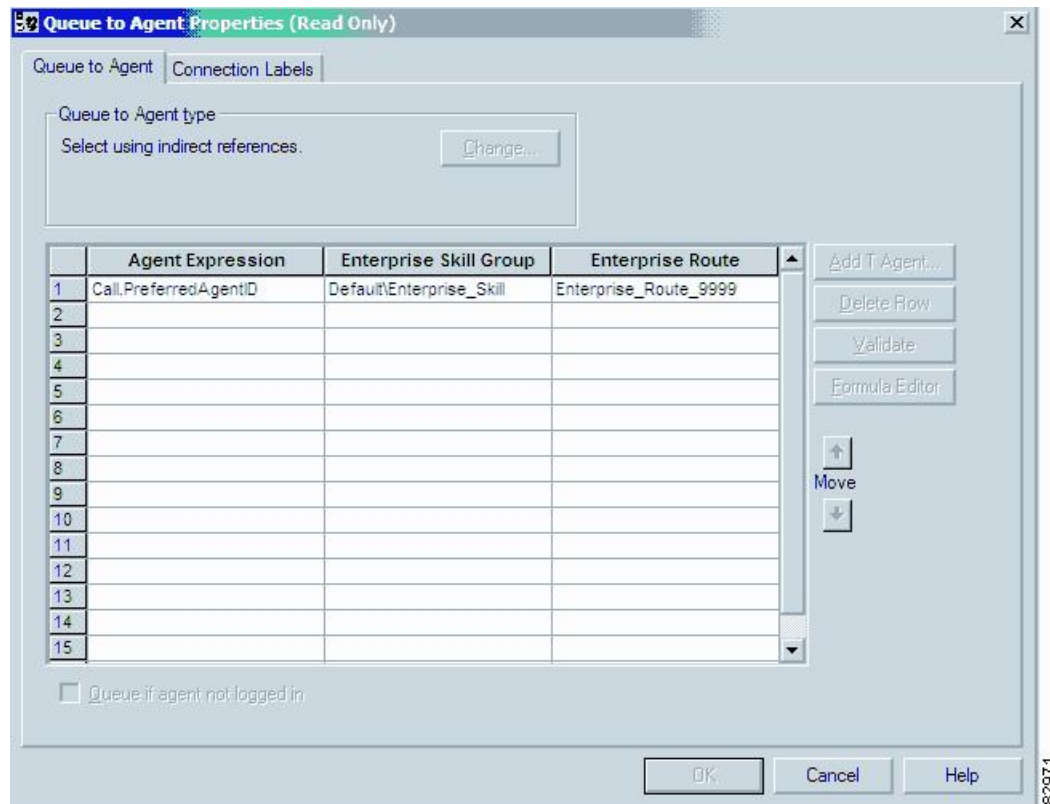 Queue to Agent Properties (Read Only)
Queue to Agent
Connection Labels
Queue to Agent type
Select using indirect references.
Change...
Agent Expression
Enterprise Skill Group
Enterprise Route
Add T Agent...
1
Call.PreferredAgentID
Default\Enterprise_Skill
Enterprise_Route_9999
Delete Row
2
3
Validate
4
5
Formula Editor
6
7
8
Move
9
10
11
12
13
14
15
Queue if agent not logged in
OK
Cancel
Help
82971